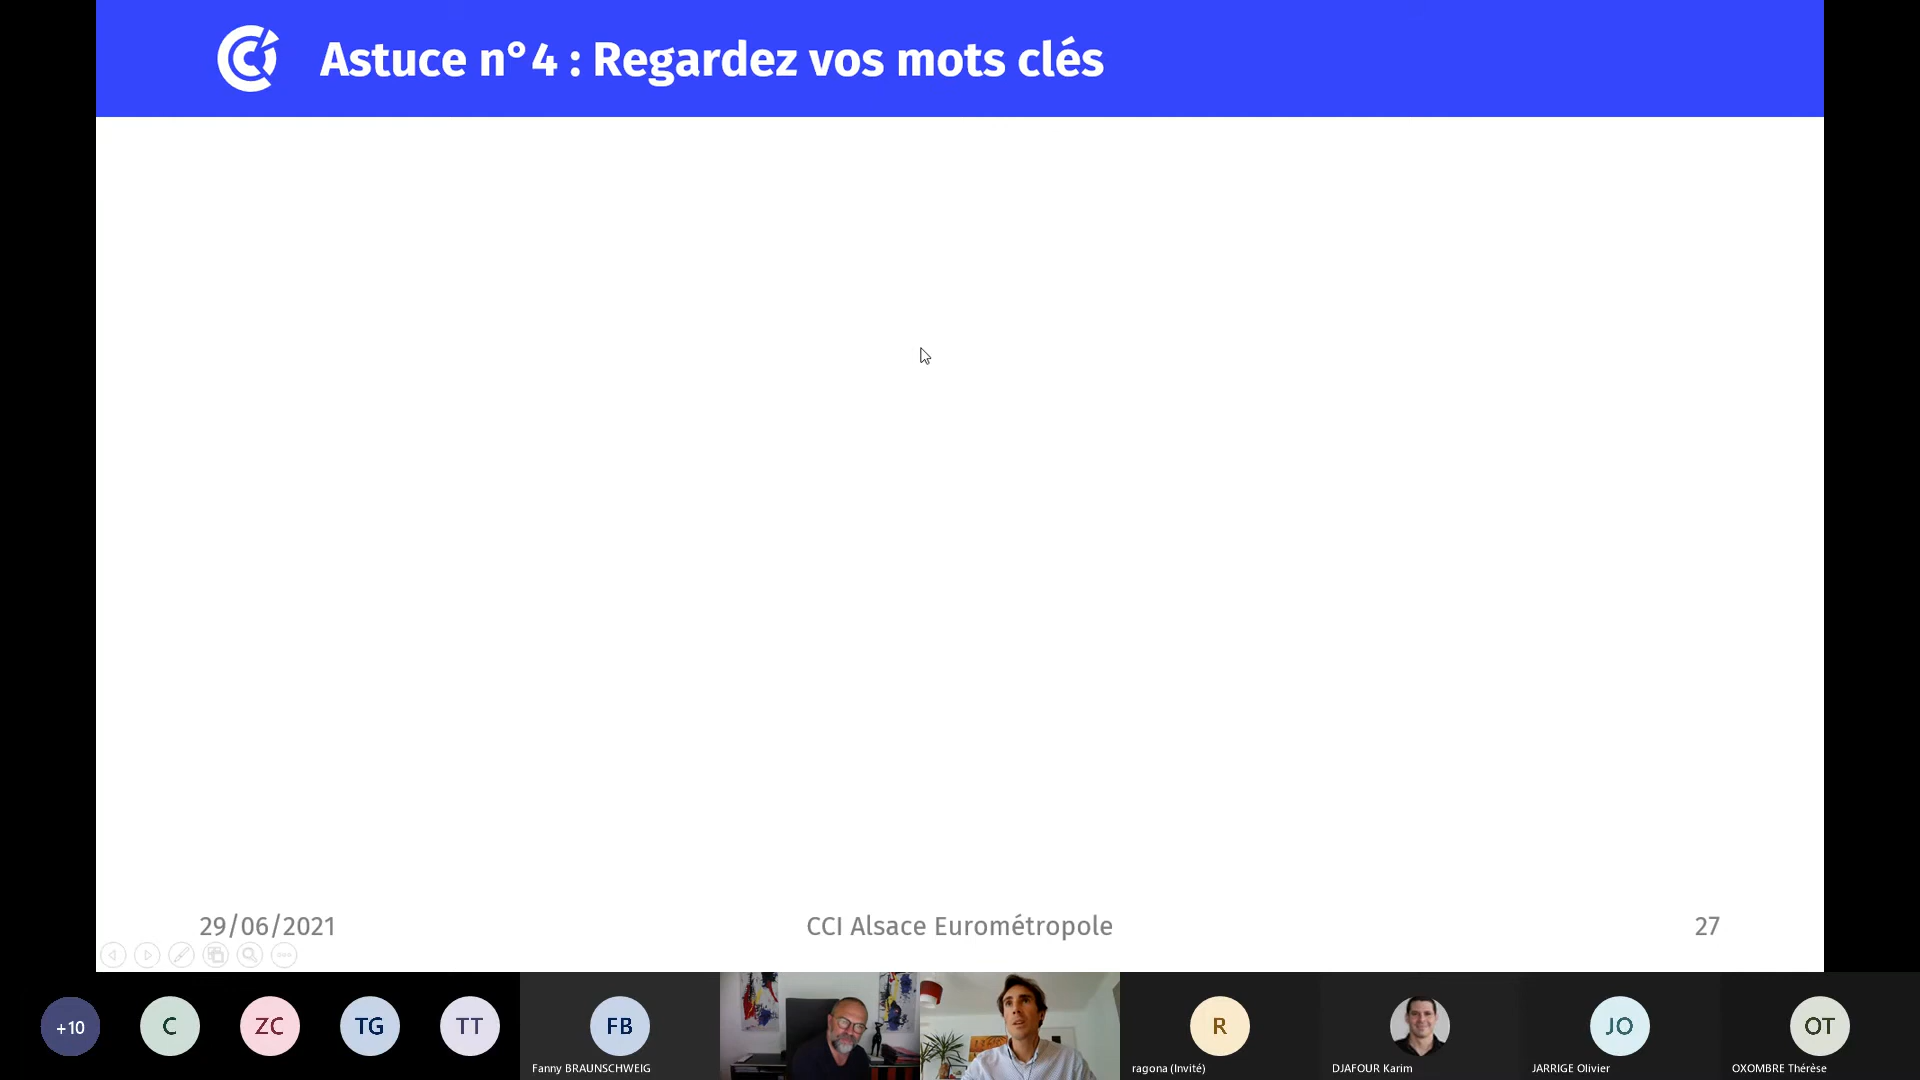 Astuce n°4 : Regardez vos mots clés
29/06/2021
CCI Alsace Eurométropole
27
+10
C
ZC
TG
TT
FB
Fanny BRAUNSCHWEIG
R
ragona (Invité)
DJAFOUR Karim
JO
JARRIGE Olivier
OT
OXOMBRE Thérèse